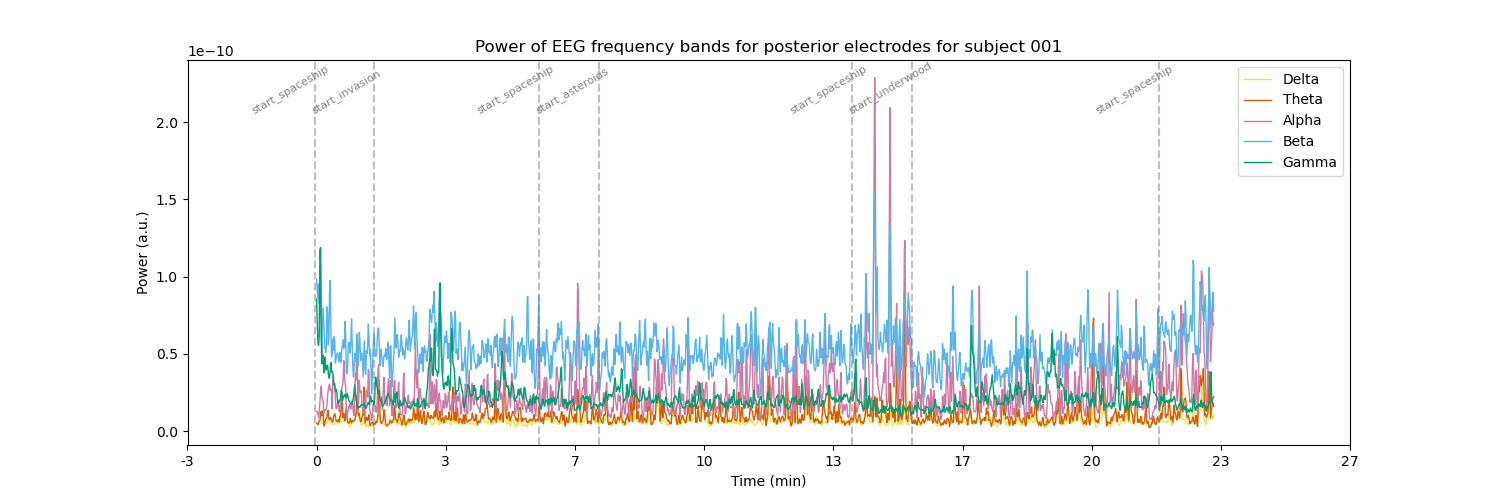 Power of EEG frequency bands for posterior electrodes for subject 001
1e−10
start_spaceship
start_invasion
start_spaceship
start_asteroids
start_spaceship
start_underwood
start_spaceship
Delta
Theta
Alpha
Beta
Gamma
2.0
1.5
1.0
0.5
0.0
Power (a.u.)
-3 0 3 7 10 13 17 20 23 27
Time (min)